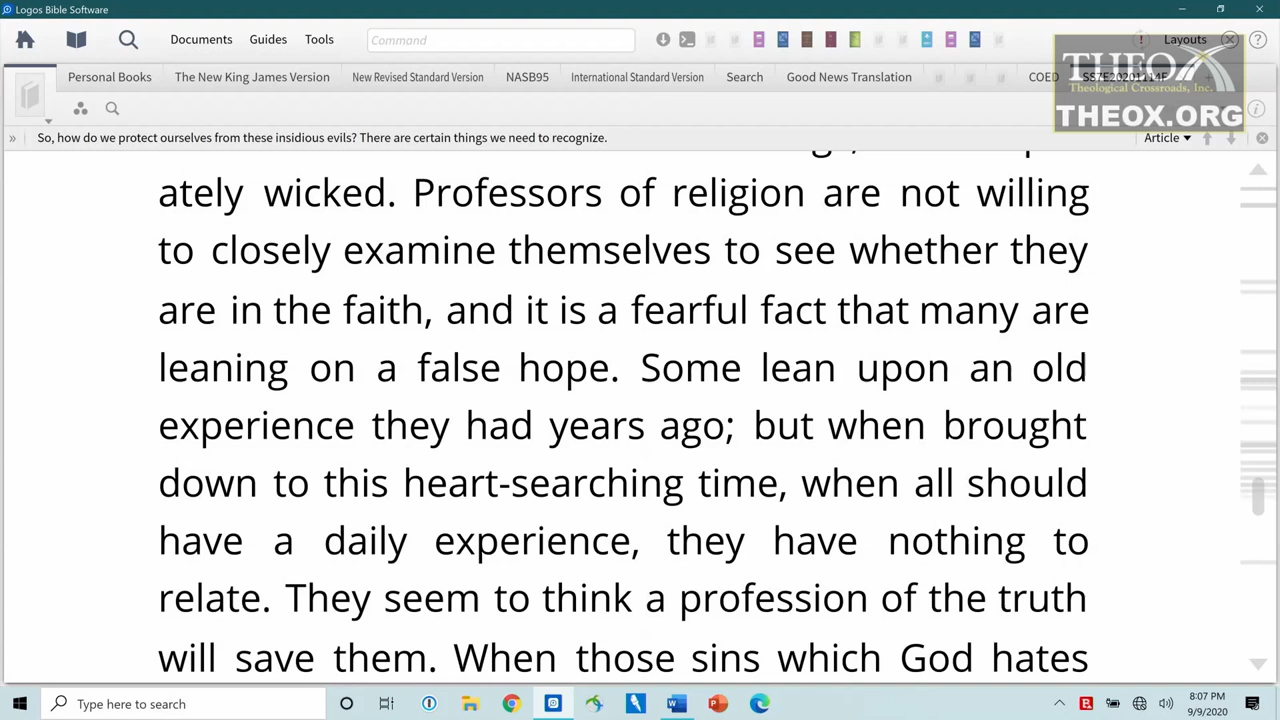 Logos Bible Software
Documents Guides Tools Command Layouts
THEOX
Theological Crossroads, Inc.
THEOX.ORG
Personal Books The New King James Version New Revised Standard Version NASB95 International Standard Version Search Good News Translation COED SS7E20201114F
So, how do we protect ourselves from these insidious evils? There are certain things we need to recognize. Article
ately wicked. Professors of religion are not willing
to closely examine themselves to see whether they
are in the faith, and it is a fearful fact that many are
leaning on a false hope. Some lean upon an old
experience they had years ago; but when brought
down to this heart-searching time, when all should
have a daily experience, they have nothing to
relate. They seem to think a profession of the truth
will save them. When those sins which God hates
Type here to search
8:07 PM
9/9/2020